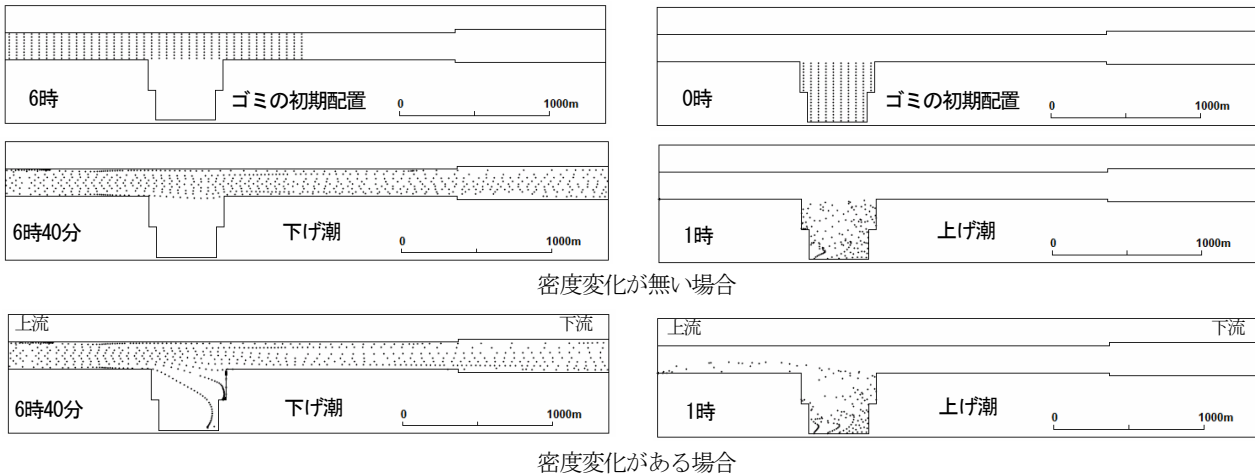 6時 ゴミの初期配置 0 1000m
0時 ゴミの初期配置 0 1000m
6時40分 下げ潮 0 1000m
1時 上げ潮 0 1000m
密度変化が無い場合
上流 下流
6時40分 下げ潮 0 1000m
上流 下流
1時 上げ潮 0 1000m
密度変化がある場合